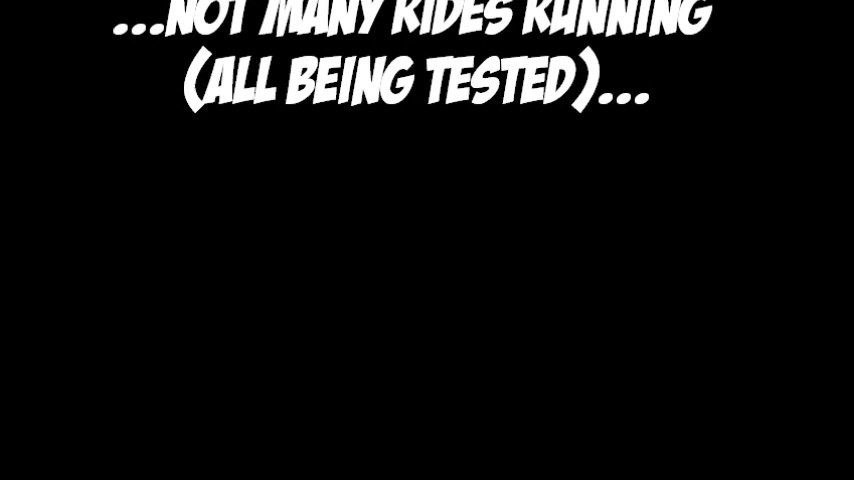 ...NOT MANY RIDES RUNNING
(ALL BEING TESTED)...